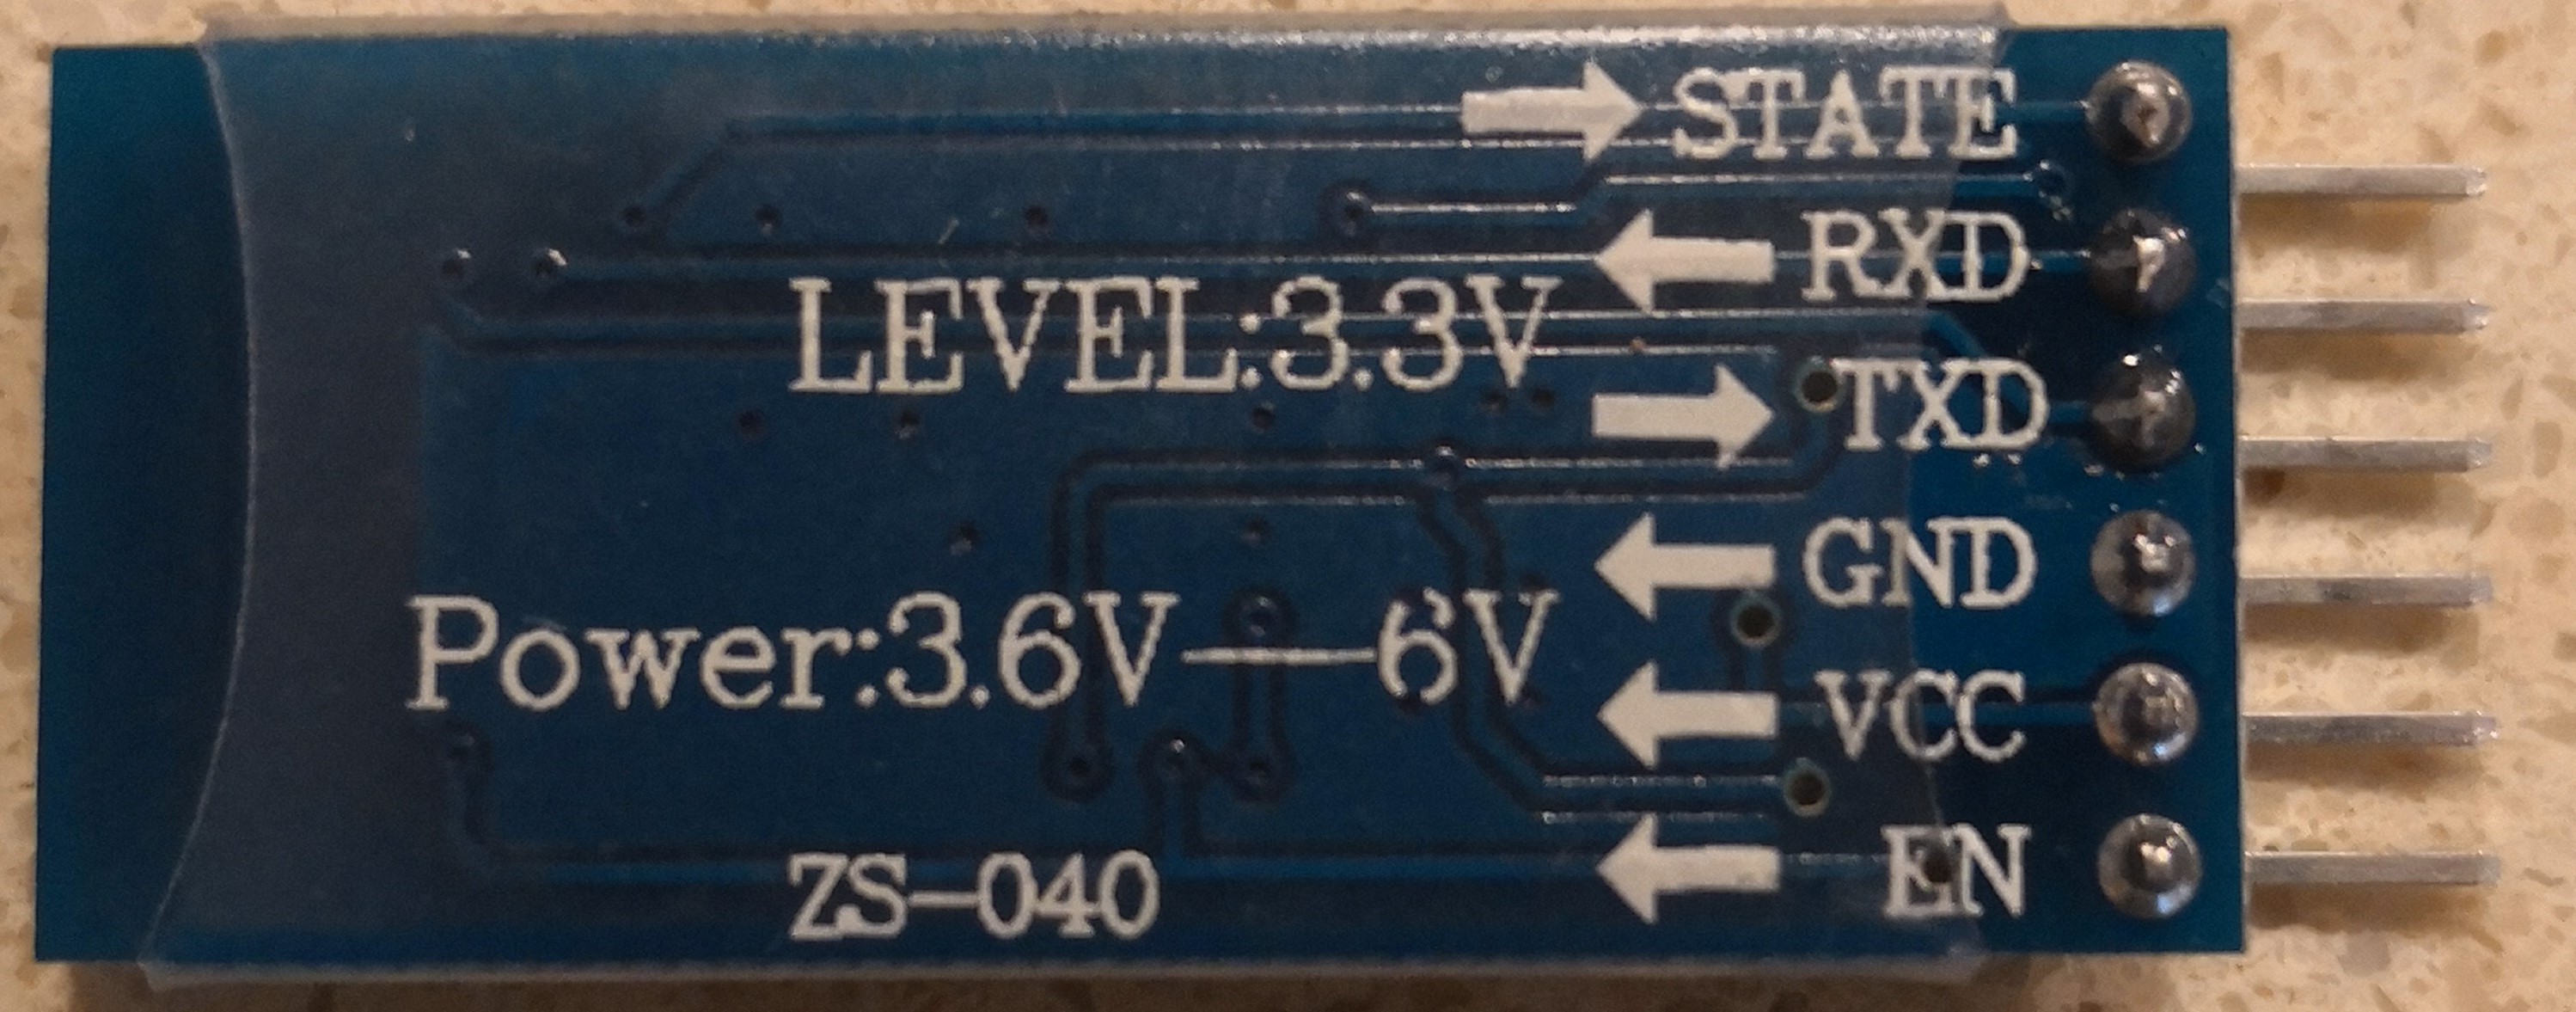 STATE
RXD
LEVEL:3.3V
TXD
GND
Power:3.6V—6V
VCC
EN
ZS-040